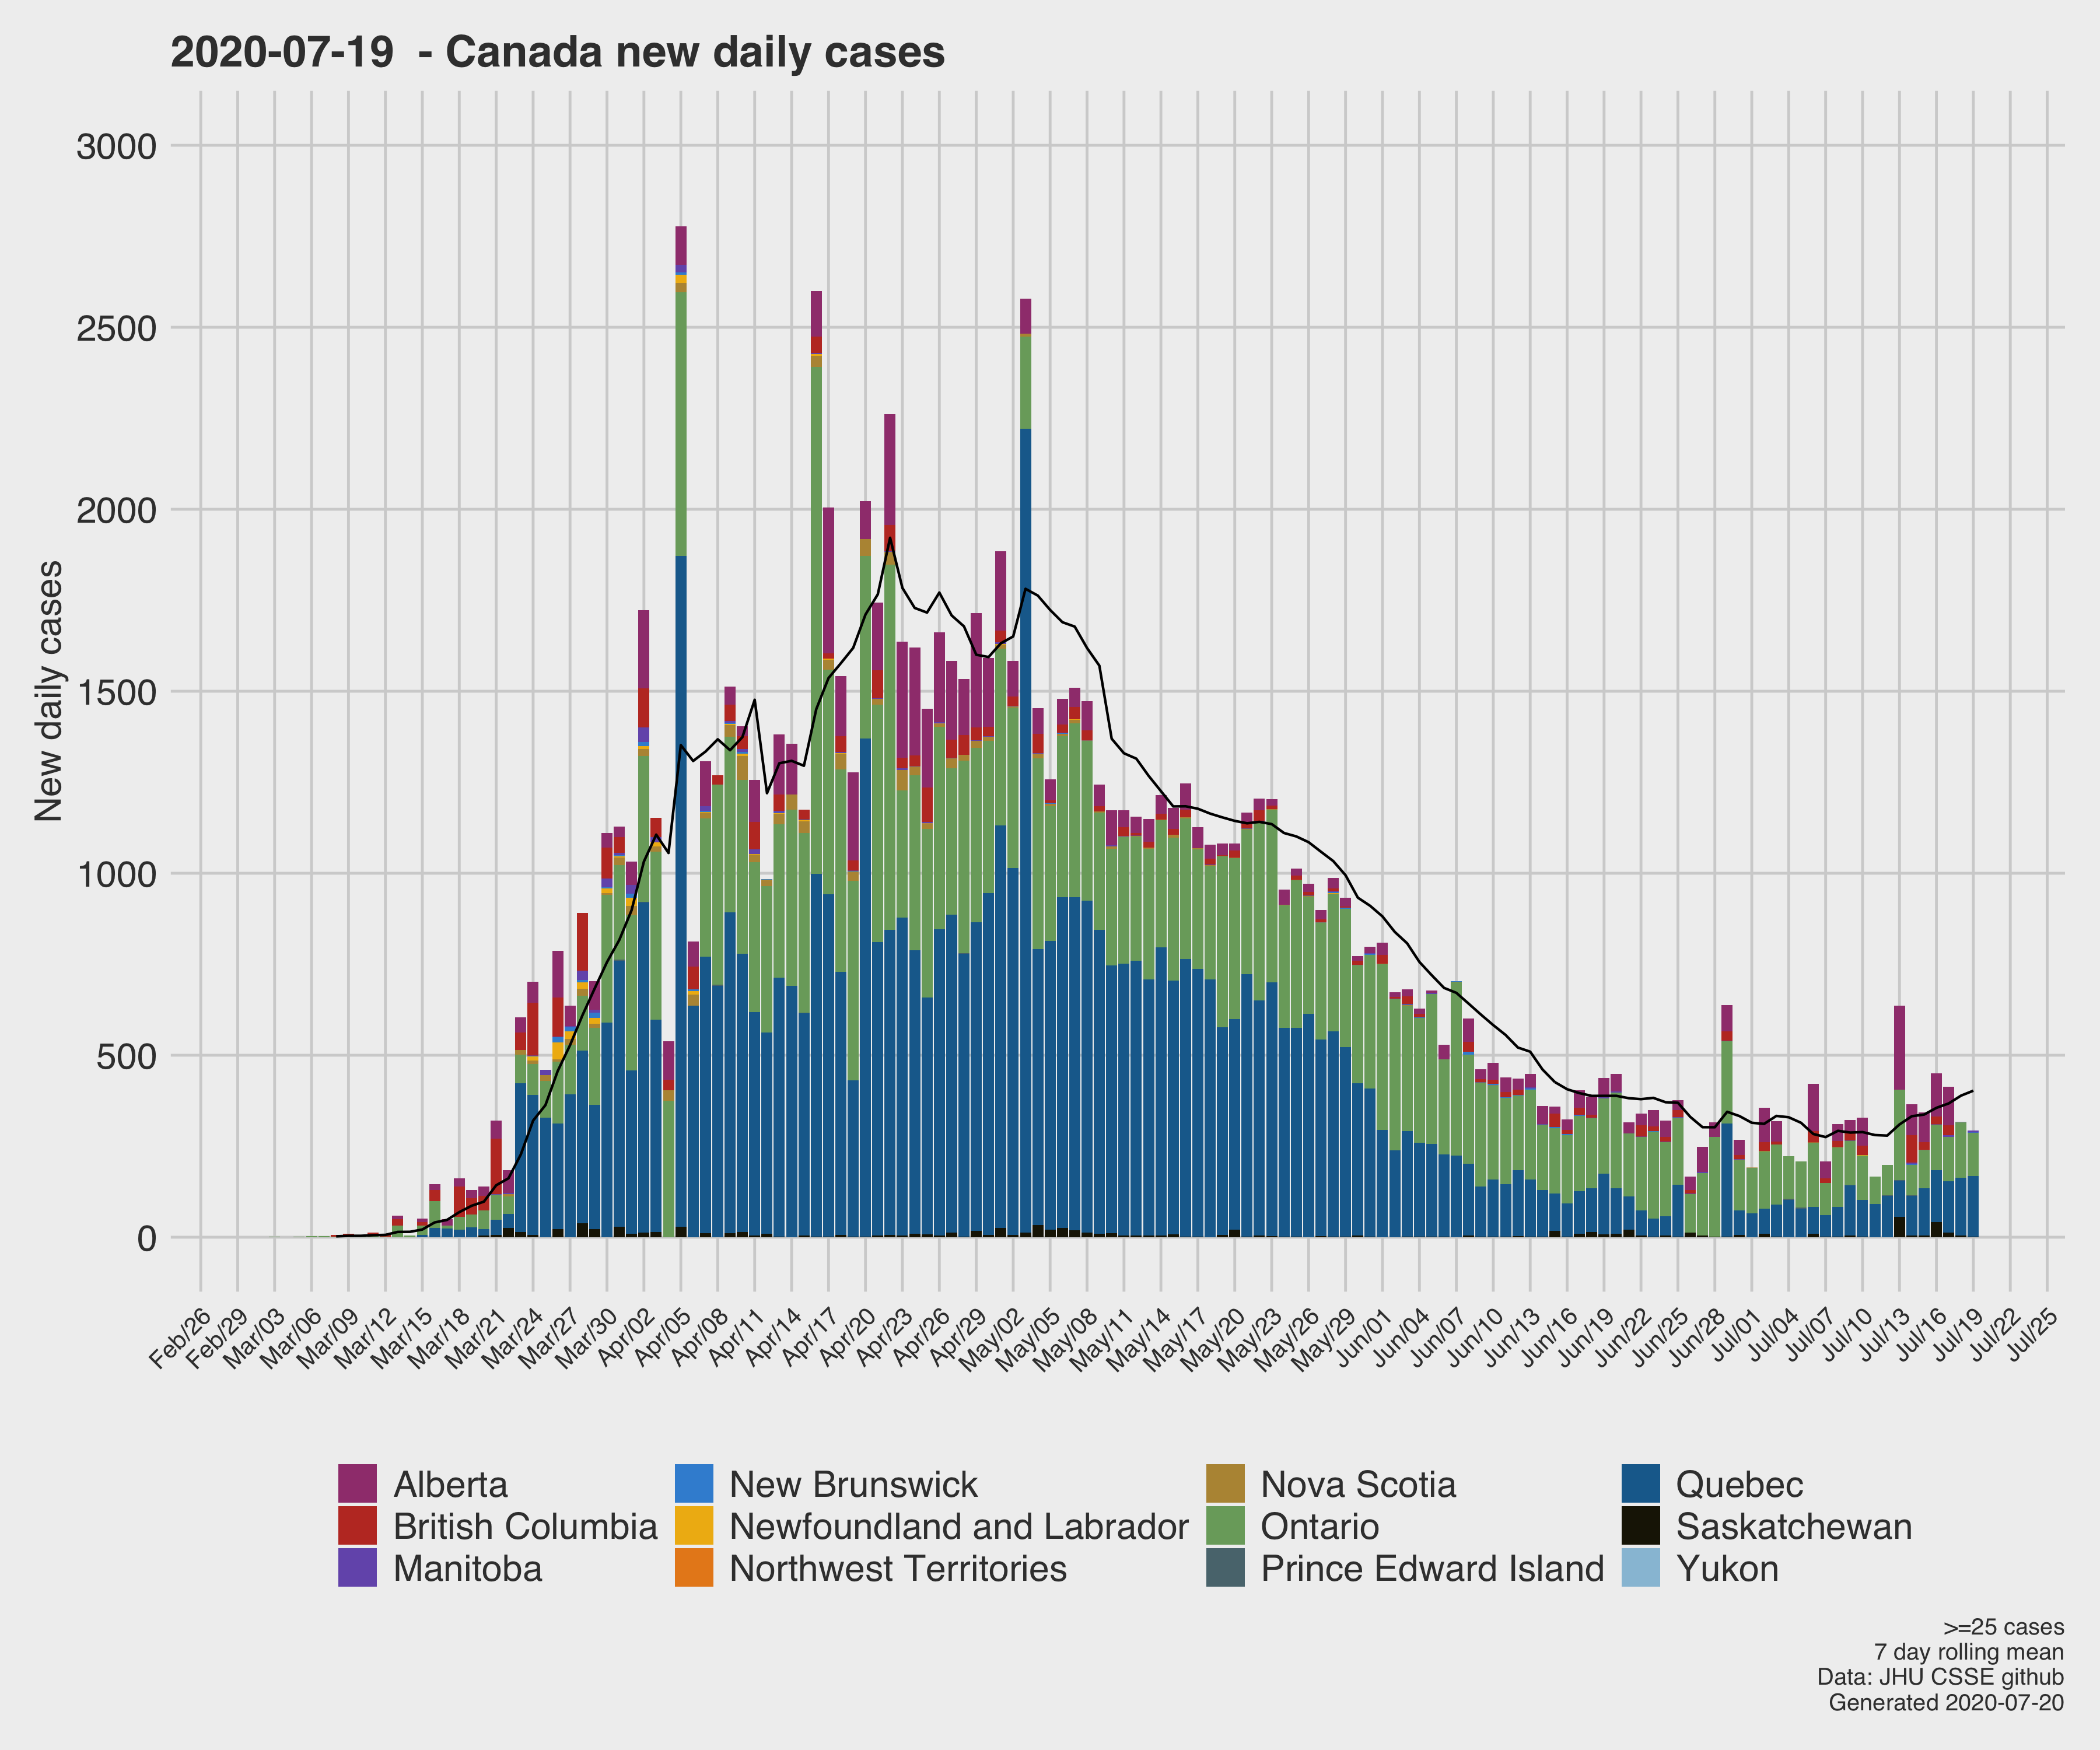 2020-07-19  - Canada new daily cases
New daily cases
3000
2500
2000
1500
1000
500
0
Feb/26 Feb/29 Mar/03 Mar/06 Mar/09 Mar/12 Mar/15 Mar/18 Mar/21 Mar/24 Mar/27 Mar/30 Apr/02 Apr/05 Apr/08 Apr/11 Apr/14 Apr/17 Apr/20 Apr/23 Apr/26 Apr/29 May/02 May/05 May/08 May/11 May/14 May/17 May/20 May/23 May/26 May/29 Jun/01 Jun/04 Jun/07 Jun/10 Jun/13 Jun/16 Jun/19 Jun/22 Jun/25 Jun/28 Jul/01 Jul/04 Jul/07 Jul/10 Jul/13 Jul/16 Jul/19 Jul/22 Jul/25
Alberta New Brunswick Nova Scotia Quebec
British Columbia Newfoundland and Labrador Ontario Saskatchewan
Manitoba Northwest Territories Prince Edward Island Yukon
>=25 cases
7 day rolling mean
Data: JHU CSSE github
Generated 2020-07-20